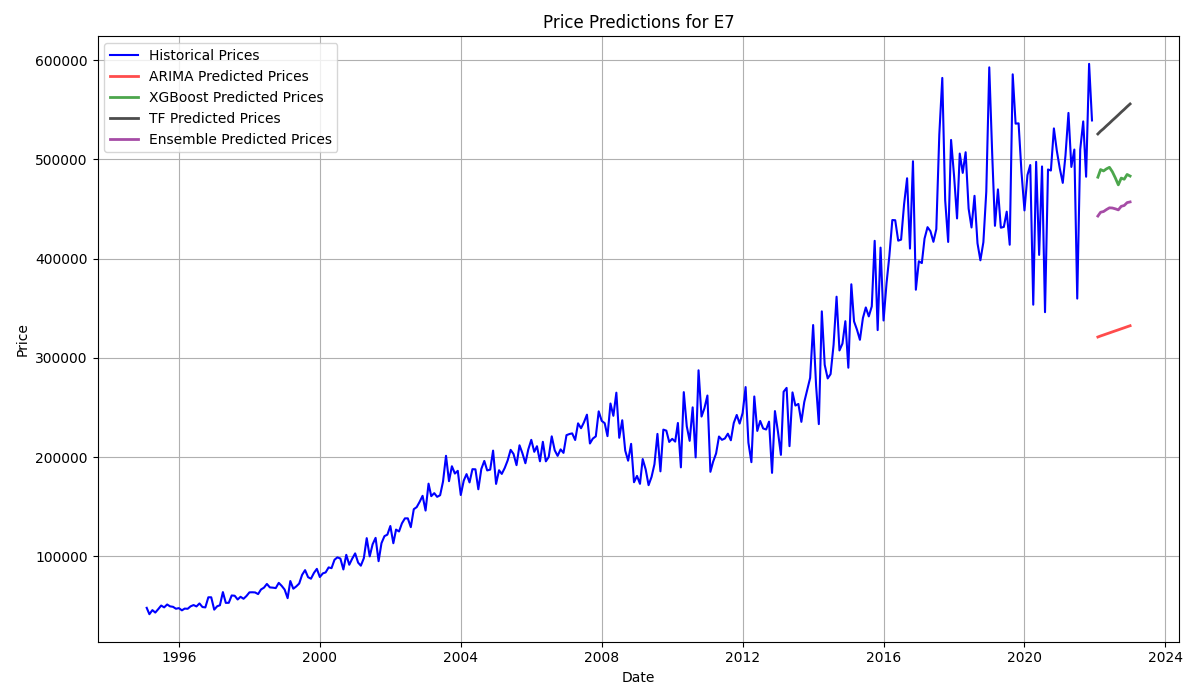 Price Predictions for E7
Historical Prices
ARIMA Predicted Prices
XGBoost Predicted Prices
TF Predicted Prices
Ensemble Predicted Prices
600000
500000
400000
300000
200000
100000
Price
1996 2000 2004 2008 2012 2016 2020 2024
Date